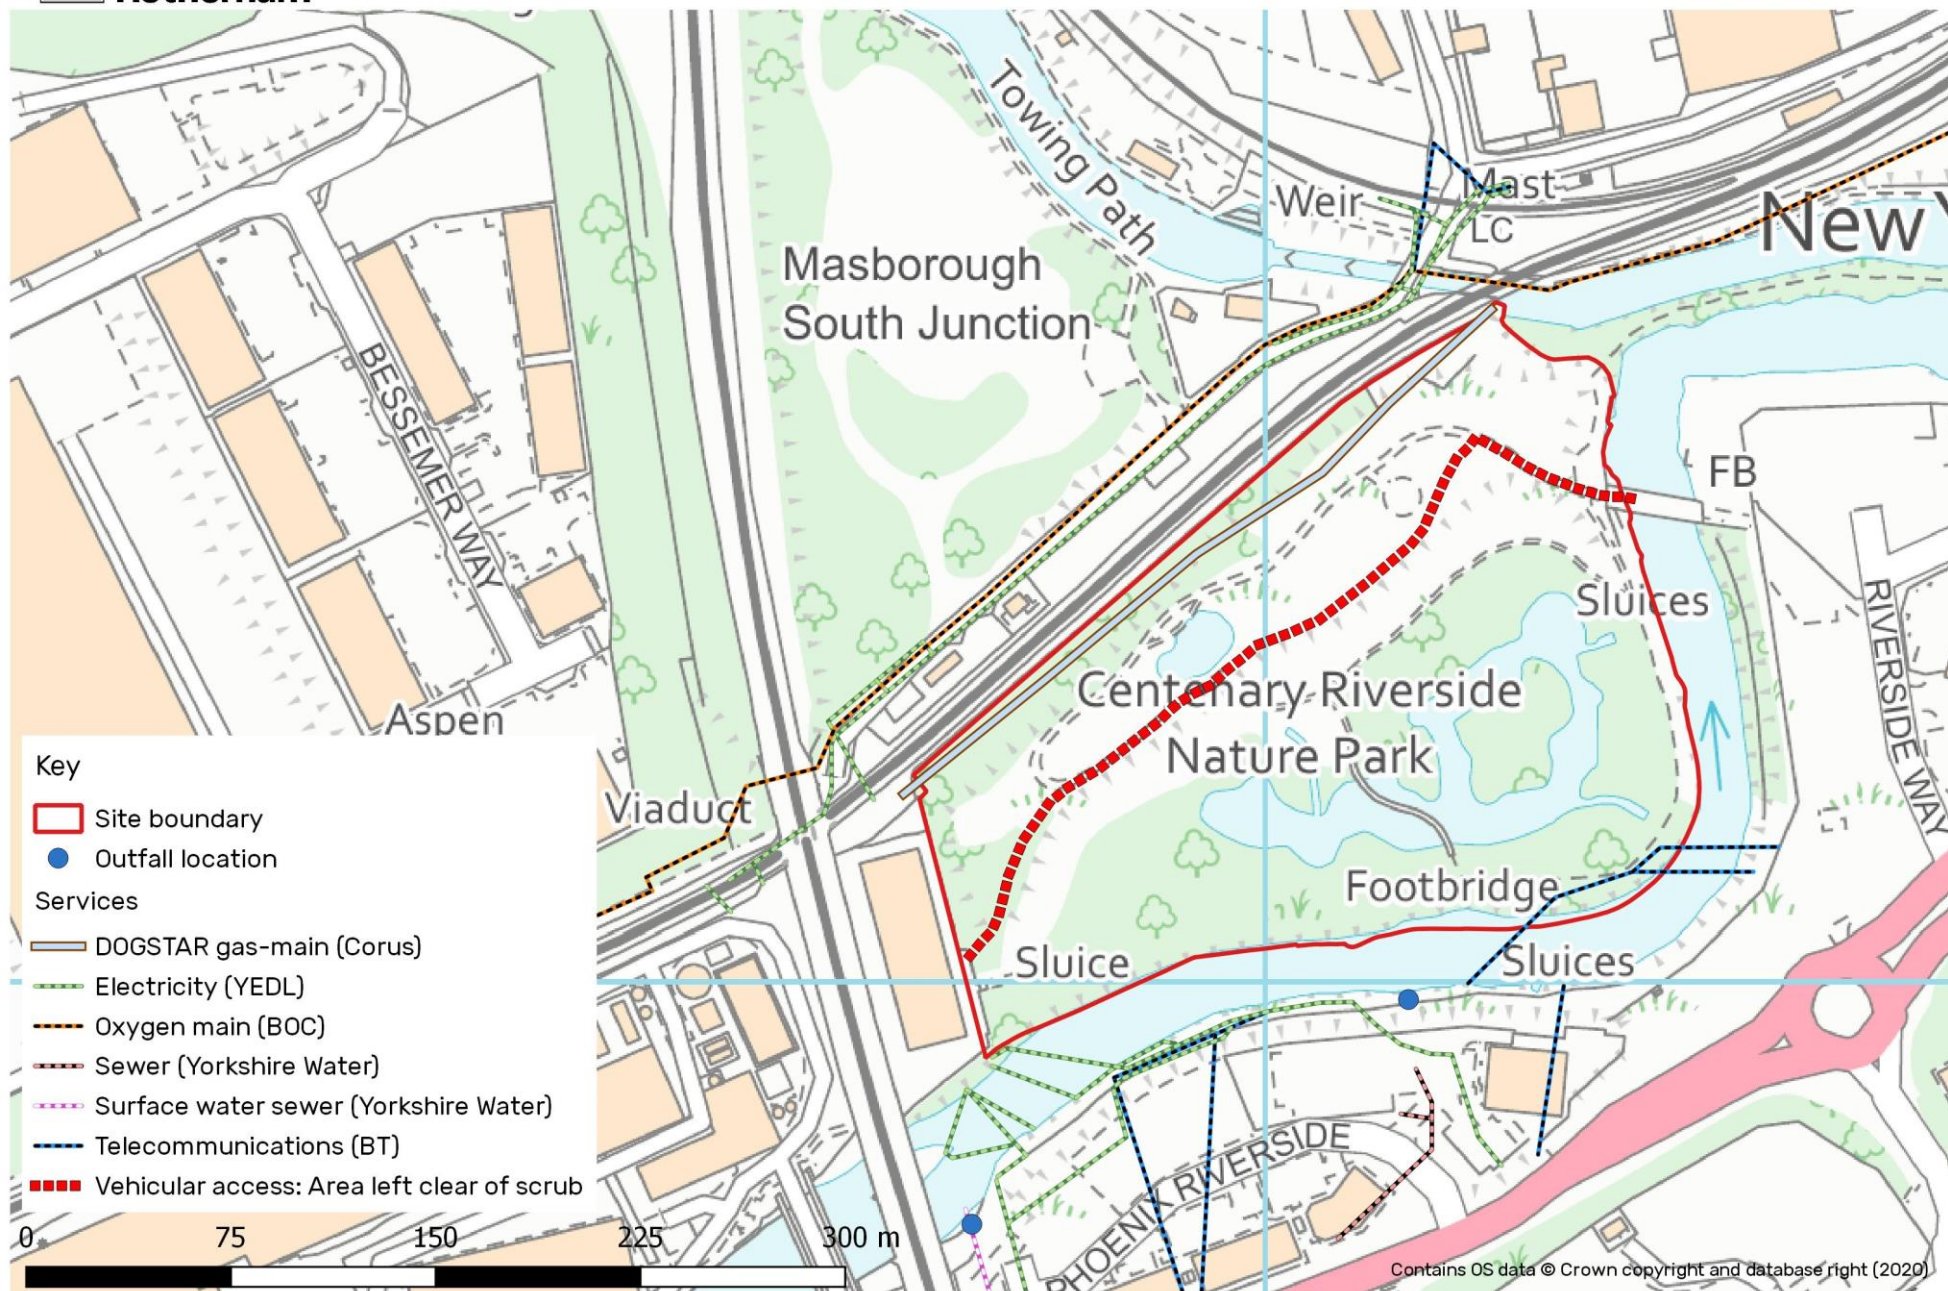 Towing Path
Weir
Mast
LC
New
Masborough
South Junction
BESSEMER WAY
FB
Sluices
RIVERSIDE WAY
Centenary Riverside
Nature Park
Aspen
Viaduct
Footbridge
Sluice
Sluices
PHOENIX RIVERSIDE
Key
Site boundary
Outfall location
Services
DOGSTAR gas-main (Corus)
Electricity (YEDL)
Oxygen main (BOC)
Sewer (Yorkshire Water)
Surface water sewer (Yorkshire Water)
Telecommunications (BT)
Vehicular access: Area left clear of scrub
0 75 150 225 300 m
Contains OS data © Crown copyright and database right (2020)